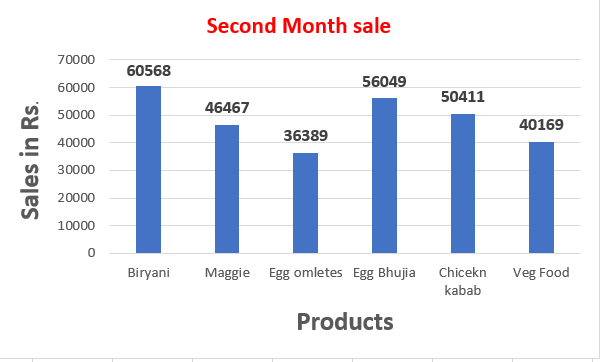 Second Month sale
70000
60000
50000
40000
30000
20000
10000
0
60568
46467
36389
56049
50411
40169
Sales in Rs.
Biryani
Maggie
Egg omletes
Egg Bhujia
Chicekn
kabab
Veg Food
Products